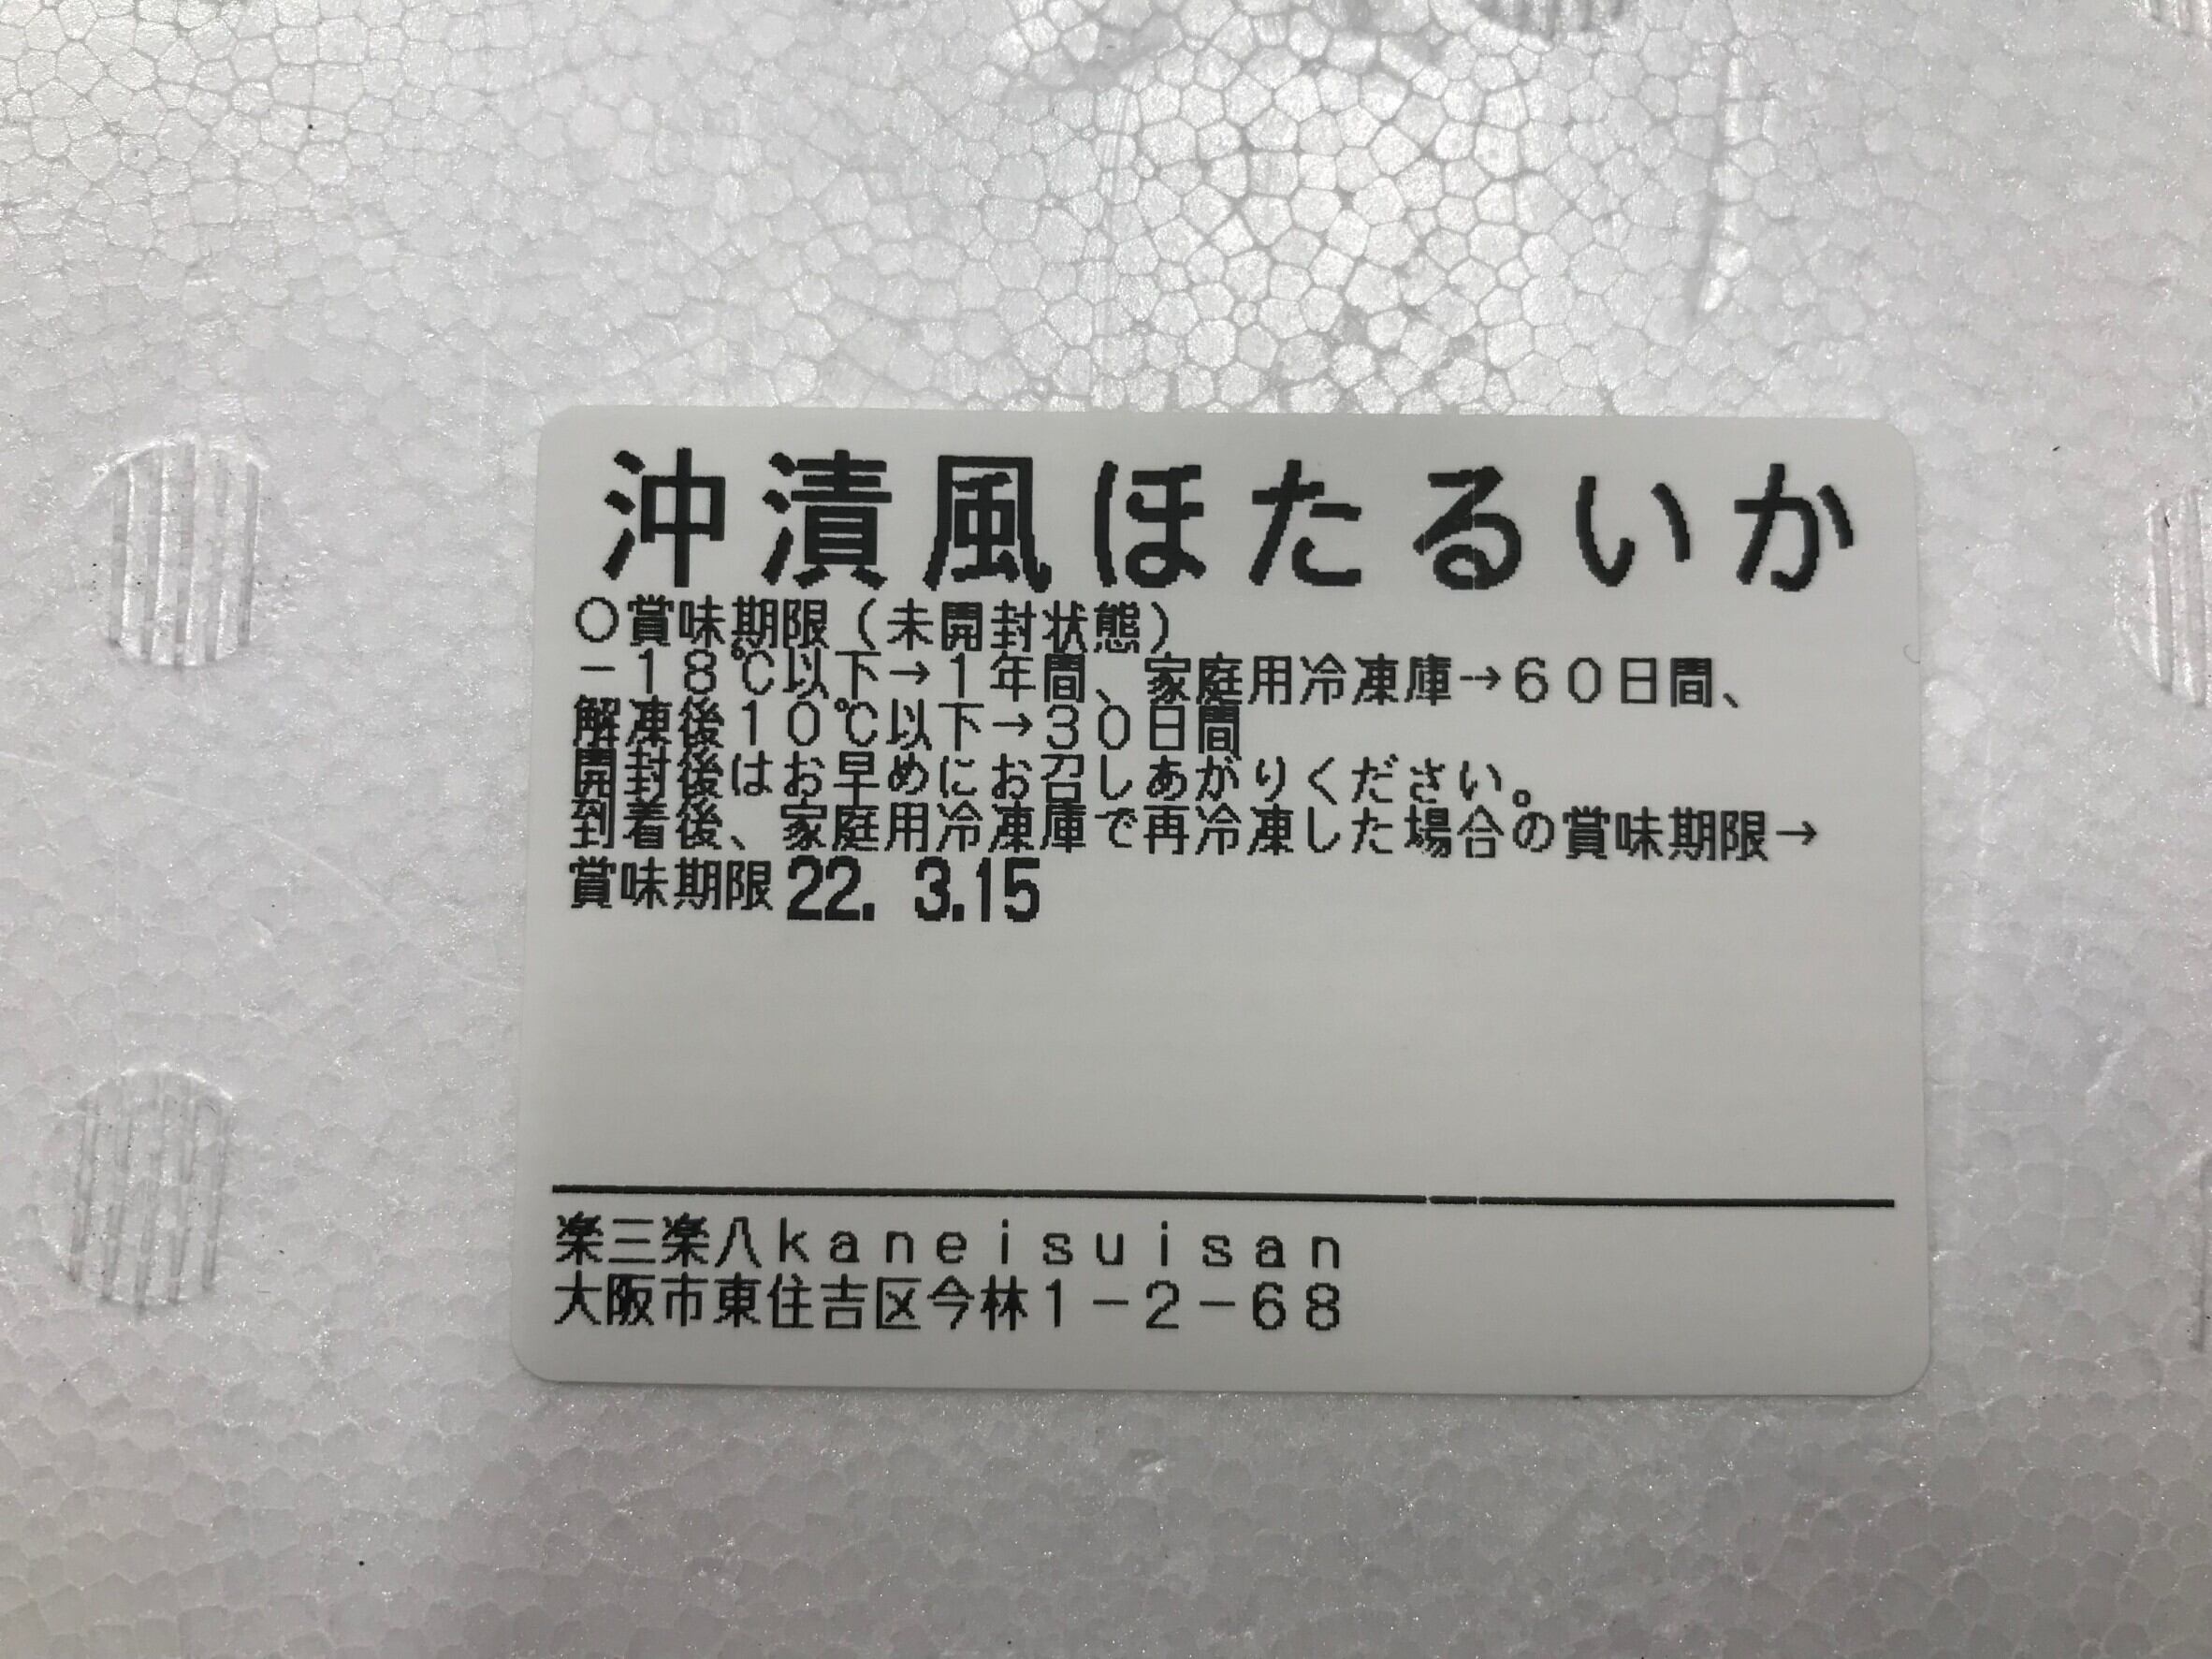 沖漬風ほたるいか
○賞味期限（未開封状態）
－１８℃以下→１年間、家庭用冷凍庫→６０日間、
解凍後１０℃以下→３０日間
開封後はお早めにお召しあがりください。
到着後、家庭用冷凍庫で再冷凍した場合の賞味期限→
賞味期限22. 3.15
楽三楽八ｋａｎｅｉｓｕｉｓａｎ
大阪市東住吉区今林１－２－６８